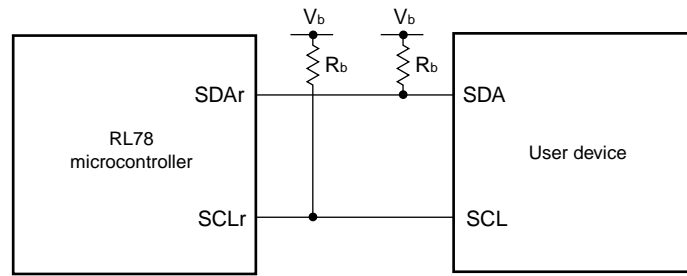 Vb Vb
Rb Rb
SDAr SDA
RL78
microcontroller
User device
SCLr SCL